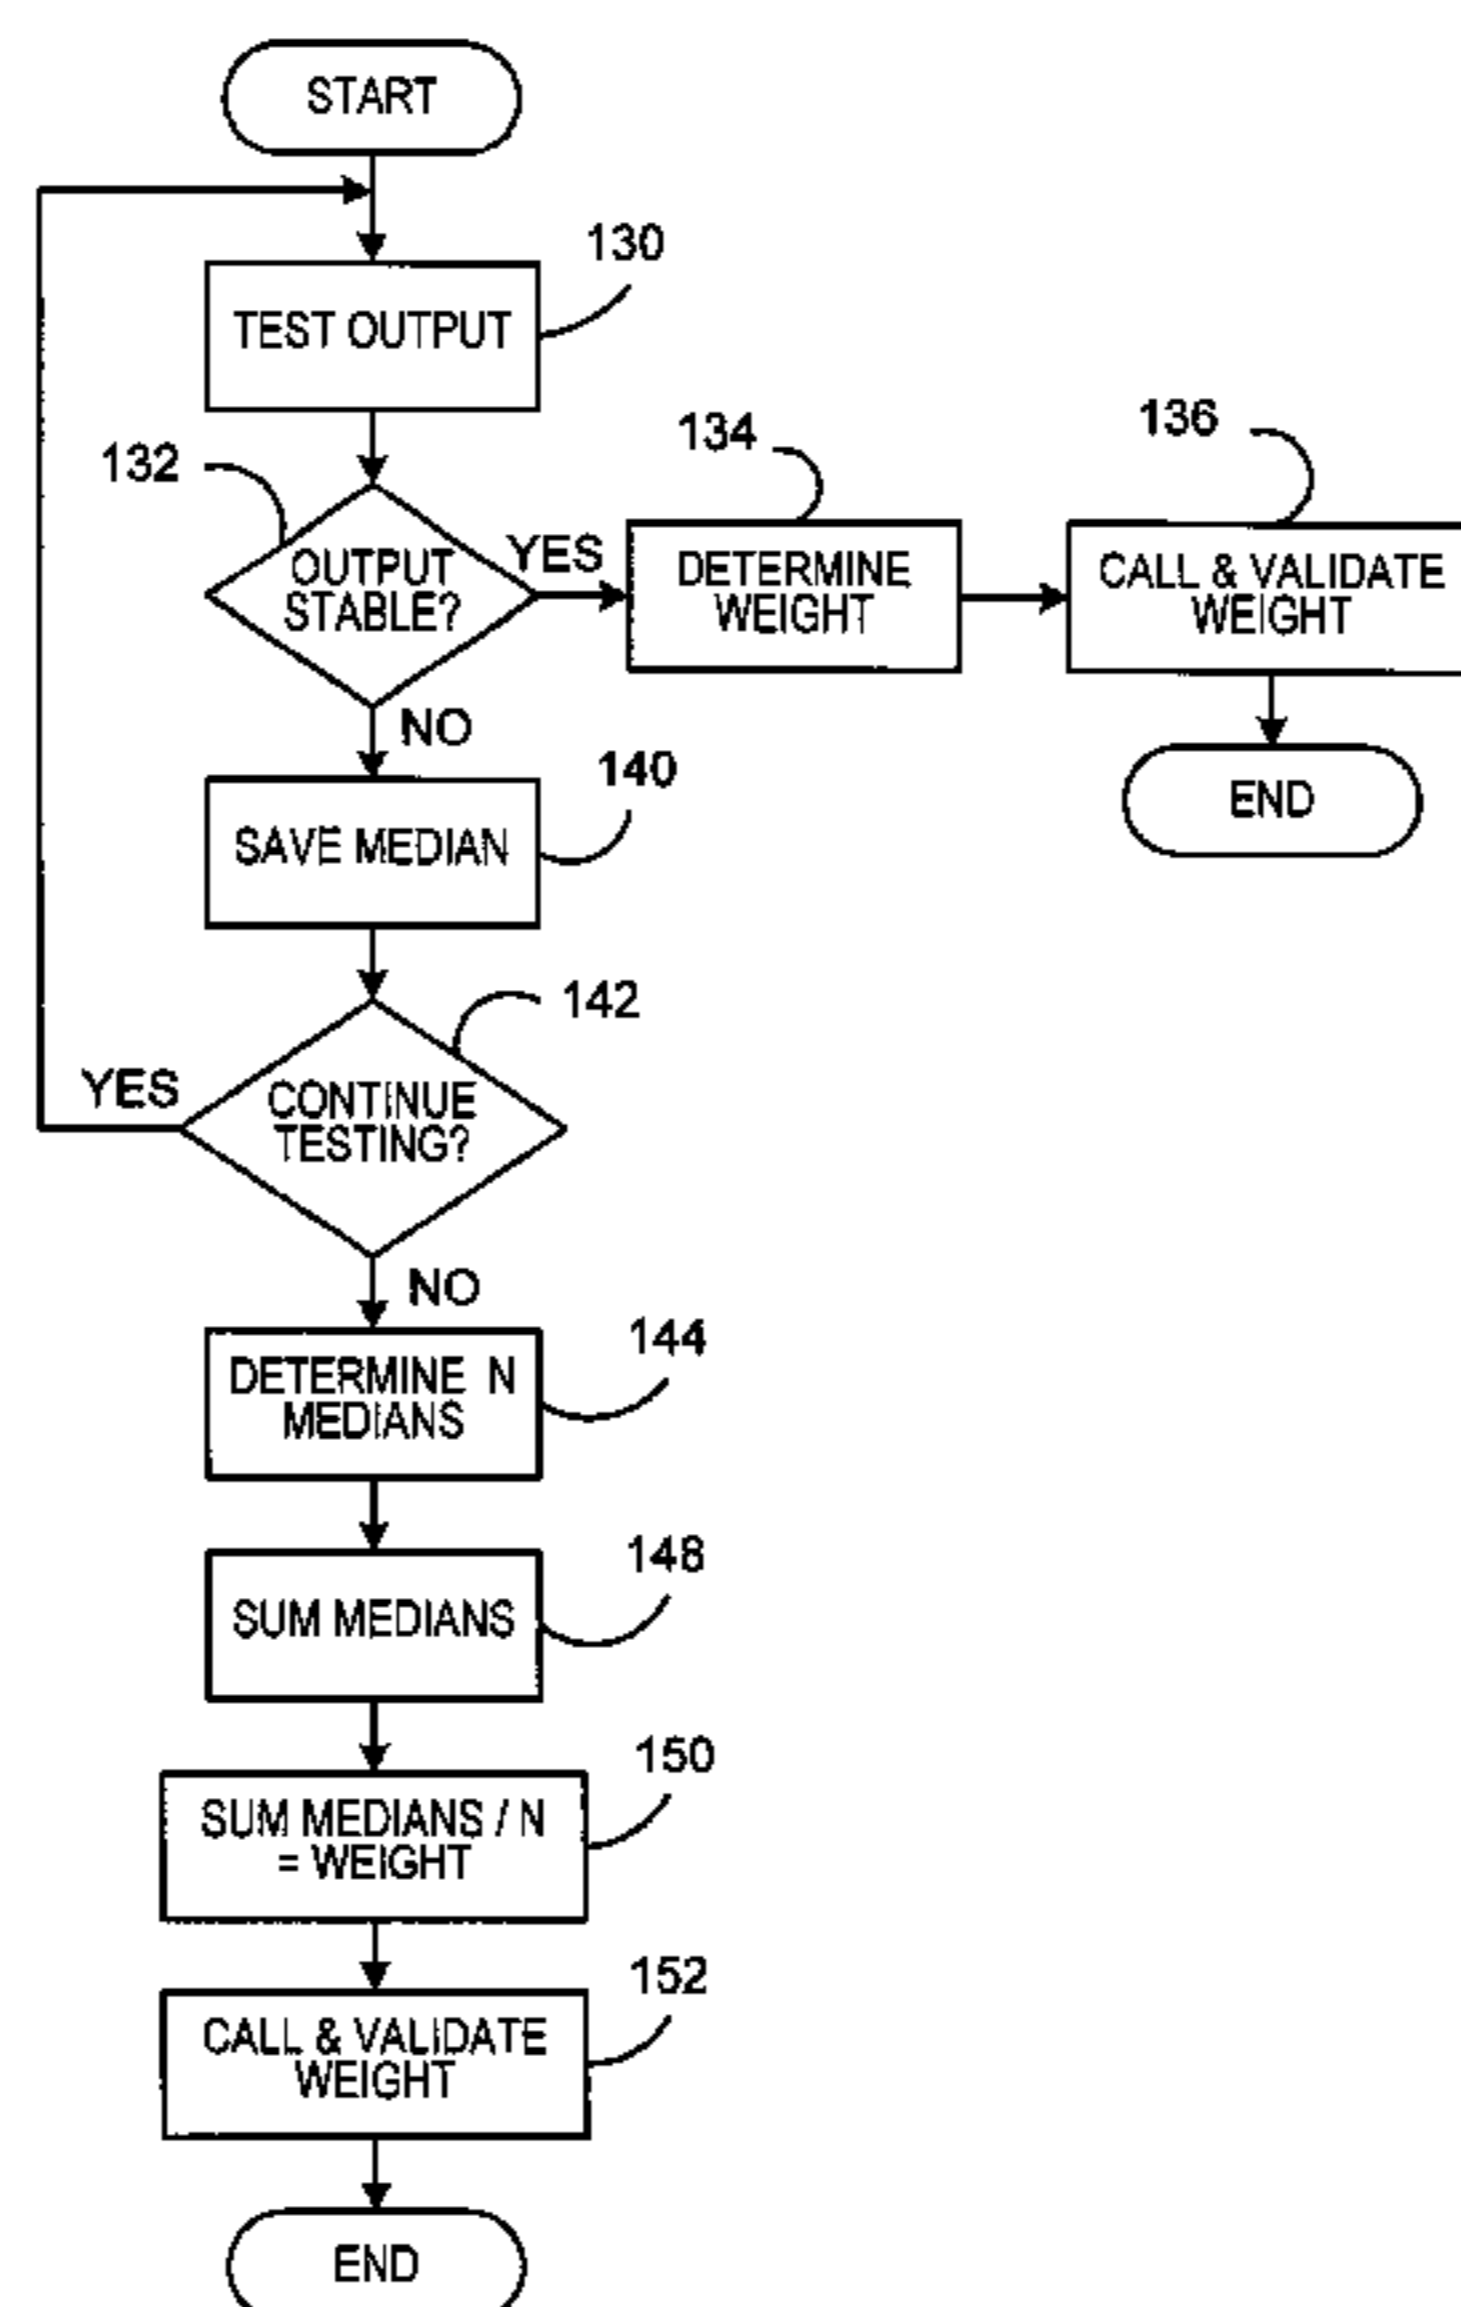 START
130
TEST OUTPUT
132
OUTPUT
STABLE?
YES
134
DETERMINE
WEIGHT
136
CALL & VALIDATE
WEIGHT
END
NO
140
SAVE MEDIAN
142
CONTINUE
TESTING?
YES
NO
144
DETERMINE N
MEDIANS
148
SUM MEDIANS
150
SUM MEDIANS / N
= WEIGHT
152
CALL & VALIDATE
WEIGHT
END